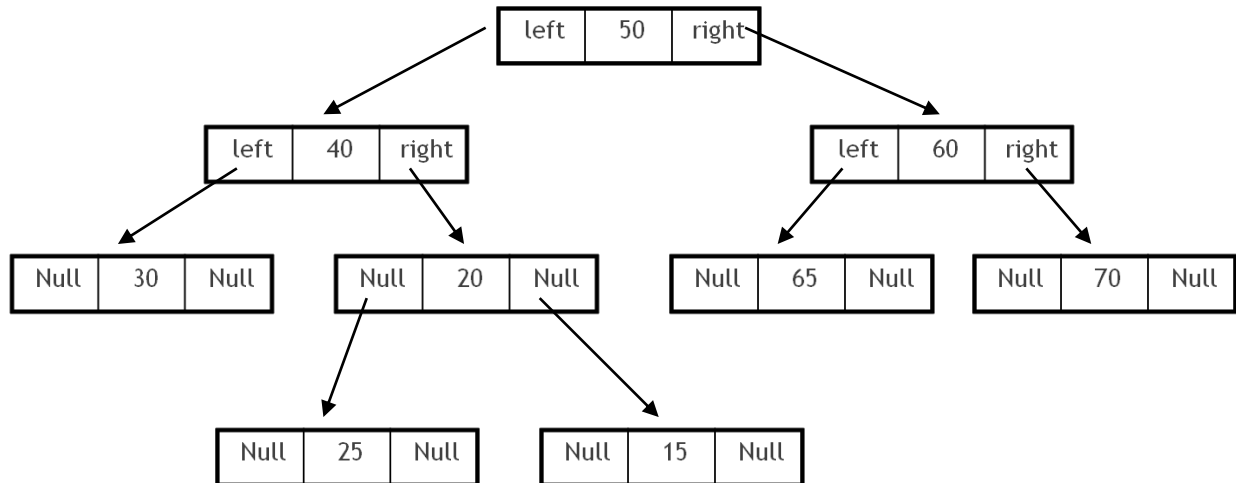 left 50 right
left 40 right
left 60 right
Null 30 Null
Null 20 Null
Null 65 Null
Null 70 Null
Null 25 Null
Null 15 Null